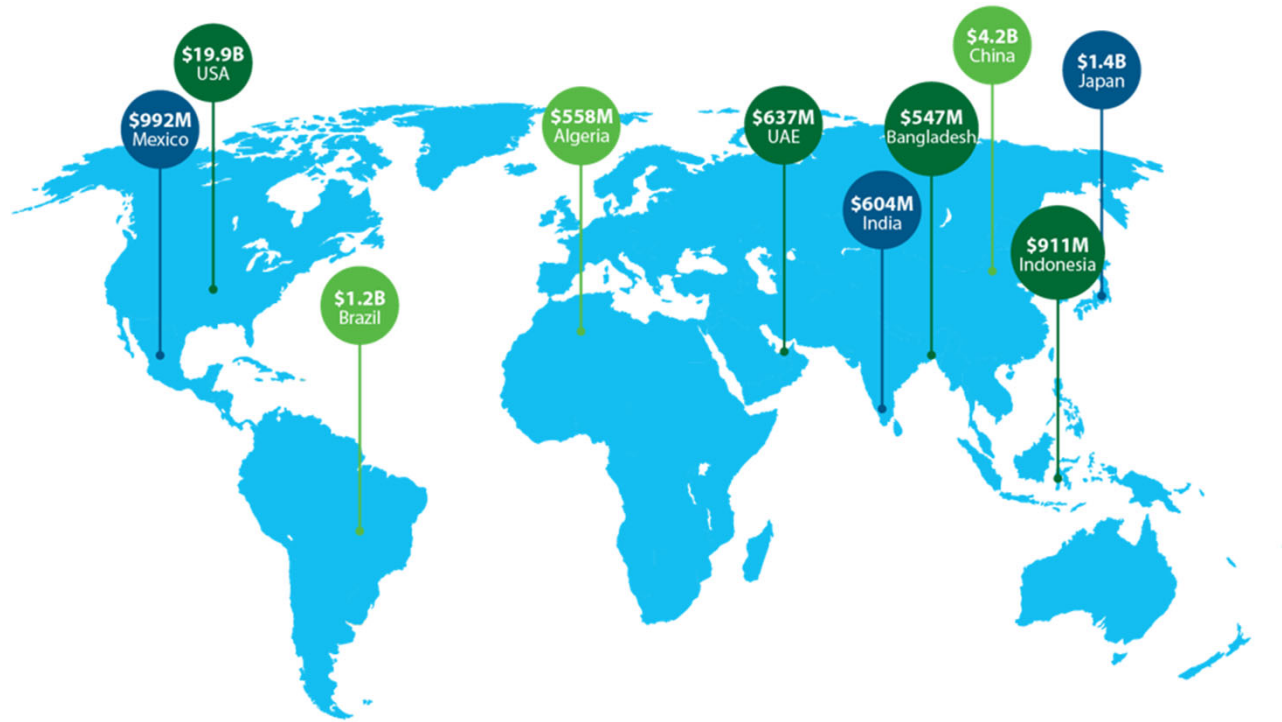 $19.9B
USA
$992M
Mexico
$1.2B
Brazil
$558M
Algeria
$637M
UAE
$547M
Bangladesh
$604M
India
$4.2B
China
$1.4B
Japan
$911M
Indonesia